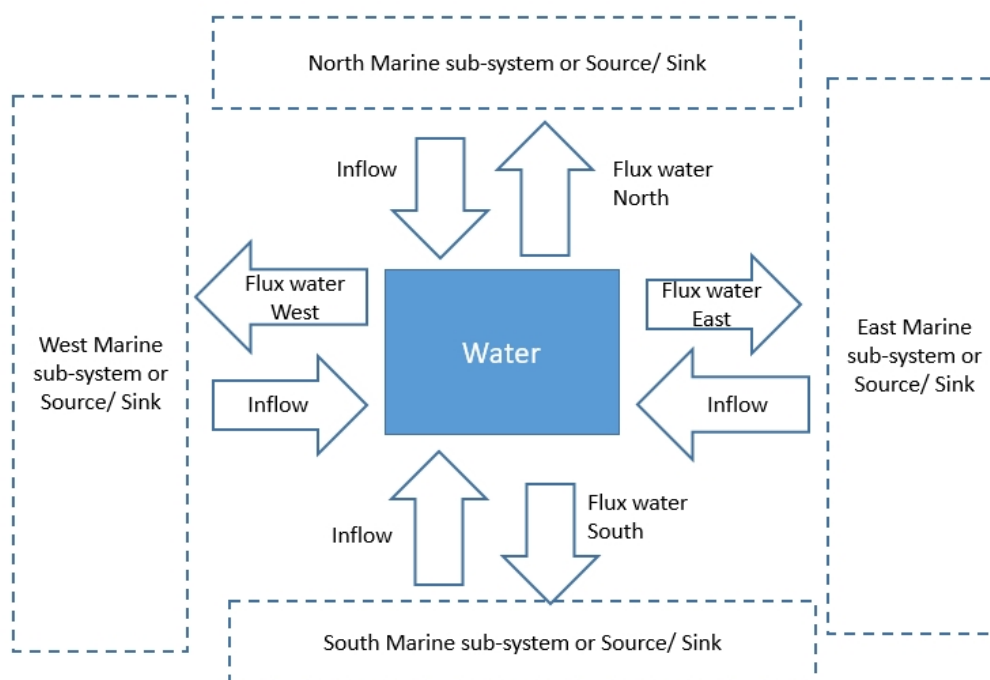 North Marine sub-system or Source/ Sink
Inflow
Flux water
North
Flux water
West
Flux water
East
Water
West Marine
sub-system or
Source/ Sink
East Marine
sub-system or
Source/ Sink
Inflow
Inflow
Inflow
Flux water
South
South Marine sub-system or Source/ Sink